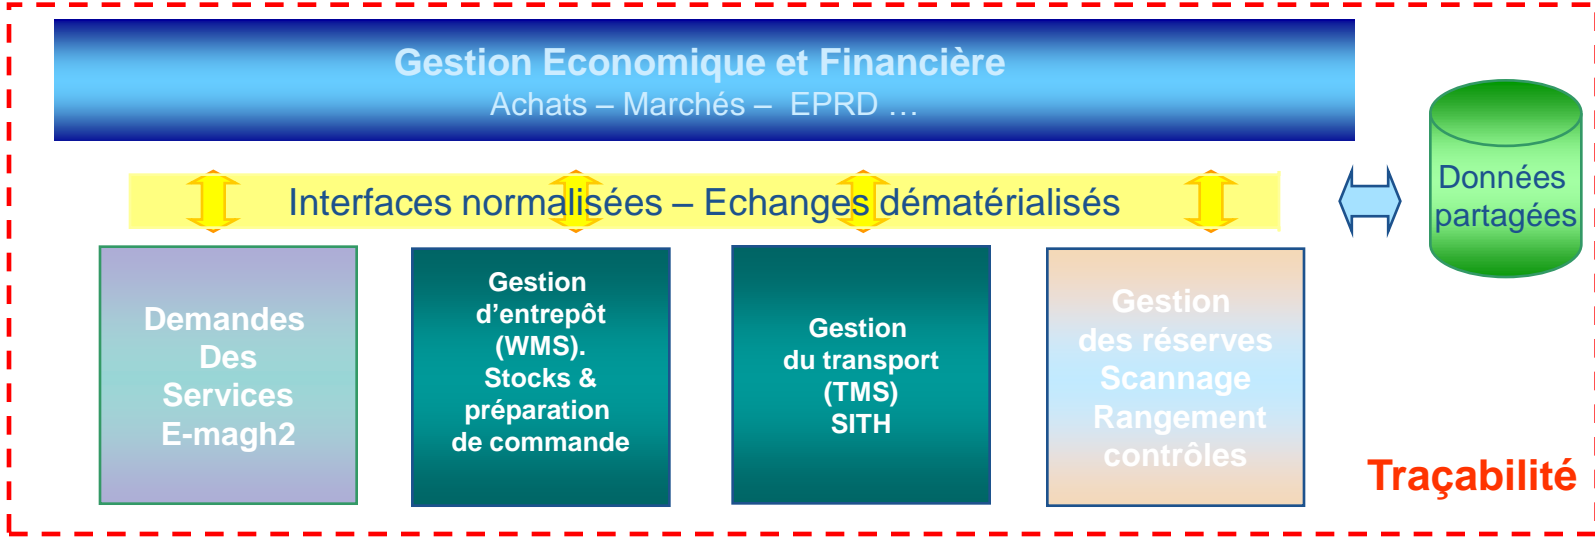 Gestion Economique et Financière
Achats – Marchés – EPRD ...
Interfaces normalisées – Echanges dématérialisés
Données
partagées
Demandes
Des
Services
E-magh2
Gestion
d’entrepôt
(WMS).
Stocks &
préparation
de commande
Gestion
du transport
(TMS)
SITH
Gestion
des réserves
Scannage
Rangement
contrôles
Traçabilité